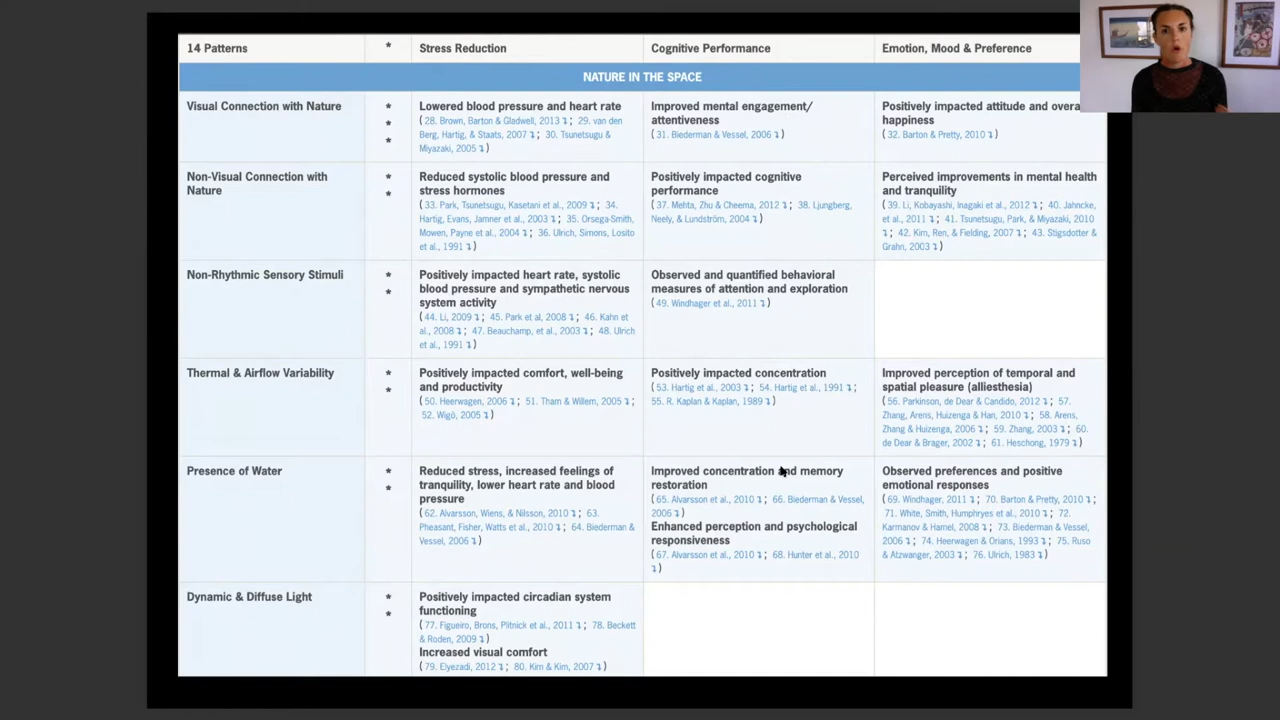 14 Patterns
*
Stress Reduction
Cognitive Performance
Emotion, Mood & Preference
NATURE IN THE SPACE
Visual Connection with Nature
*
*
*
Lowered blood pressure and heart rate
(28. Brown, Barton & Gladwell, 2013 ↴; 29. van den
Berg, Hartig, & Staats, 2007 ↴; 30. Tsunetsugu &
Miyazaki, 2005 ↴)
Improved mental engagement/
attentiveness
(31. Biederman & Vessel, 2006 ↴)
Positively impacted attitude and overa
happiness
(32. Barton & Pretty, 2010 ↴)
Non-Visual Connection with
Nature
*
*
Reduced systolic blood pressure and
stress hormones
(33. Park, Tsunetsugu, Kasetani et al., 2009 ↴; 34.
Hartig, Evans, Jamner et al., 2003 ↴; 35. Orsega-Smith,
Mowen, Payne et al., 2004 ↴; 36. Ulrich, Simons, Losito
et al., 1991 ↴)
Positively impacted cognitive
performance
(37. Mehta, Zhu & Cheema, 2012 ↴; 38. Ljungberg,
Neely, & Lundström, 2004 ↴)
Perceived improvements in mental health
and tranquility
(39. Li, Kobayashi, Inagaki et al., 2012 ↴; 40. Jahncke,
et al., 2011 ↴; 41. Tsunetsugu, Park, & Miyazaki, 2010
↴; 42. Kim, Ren, & Fielding, 2007 ↴; 43. Stigsdotter &
Grahn, 2003 ↴)
Non-Rhythmic Sensory Stimuli
*
*
Positively impacted heart rate, systolic
blood pressure and sympathetic nervous
system activity
(44. Li, 2009 ↴; 45. Park et al, 2008 ↴; 46. Kahn et
al., 2008 ↴; 47. Beauchamp, et al., 2003 ↴; 48. Ulrich
et al., 1991 ↴)
Observed and quantified behavioral
measures of attention and exploration
(49. Windhager et al., 2011 ↴)
Thermal & Airflow Variability
*
*
Positively impacted comfort, well-being
and productivity
(50. Heerwagen, 2006 ↴; 51. Tham & Willem, 2005 ↴;
52. Wigö, 2005 ↴)
Positively impacted concentration
(53. Hartig et al., 2003 ↴; 54. Hartig et al., 1991 ↴;
55. R. Kaplan & Kaplan, 1989 ↴)
Improved perception of temporal and
spatial pleasure (alliesthesia)
(56. Parkinson, de Dear & Candido, 2012 ↴; 57.
Zhang, Arens, Huizenga & Han, 2010 ↴; 58. Arens,
Zhang & Huizenga, 2006 ↴; 59. Zhang, 2003 ↴; 60.
de Dear & Brager, 2002 ↴; 61. Heschong, 1979 ↴)
Presence of Water
*
*
Reduced stress, increased feelings of
tranquility, lower heart rate and blood
pressure
(62. Alvarsson, Wiens, & Nilsson, 2010 ↴; 63.
Pheasant, Fisher, Watts et al., 2010 ↴; 64. Biederman &
Vessel, 2006 ↴)
Improved concentration and memory
restoration
(65. Alvarsson et al., 2010 ↴; 66. Biederman & Vessel,
2006 ↴)
Enhanced perception and psychological
responsiveness
(67. Alvarsson et al., 2010 ↴; 68. Hunter et al., 2010
↴)
Observed preferences and positive
emotional responses
(69. Windhager, 2011 ↴; 70. Barton & Pretty, 2010 ↴;
71. White, Smith, Humphryes et al., 2010 ↴; 72.
Karmanov & Hamel, 2008 ↴; 73. Biederman & Vessel,
2006 ↴; 74. Heerwagen & Orians, 1993 ↴; 75. Ruso
& Atzwanger, 2003 ↴; 76. Ulrich, 1983 ↴)
Dynamic & Diffuse Light
*
*
Positively impacted circadian system
functioning
(77. Figueiro, Brons, Plitnick et al., 2011 ↴; 78. Beckett
& Roden, 2009 ↴)
Increased visual comfort
(79. Elyezadi, 2012 ↴; 80. Kim & Kim, 2007 ↴)